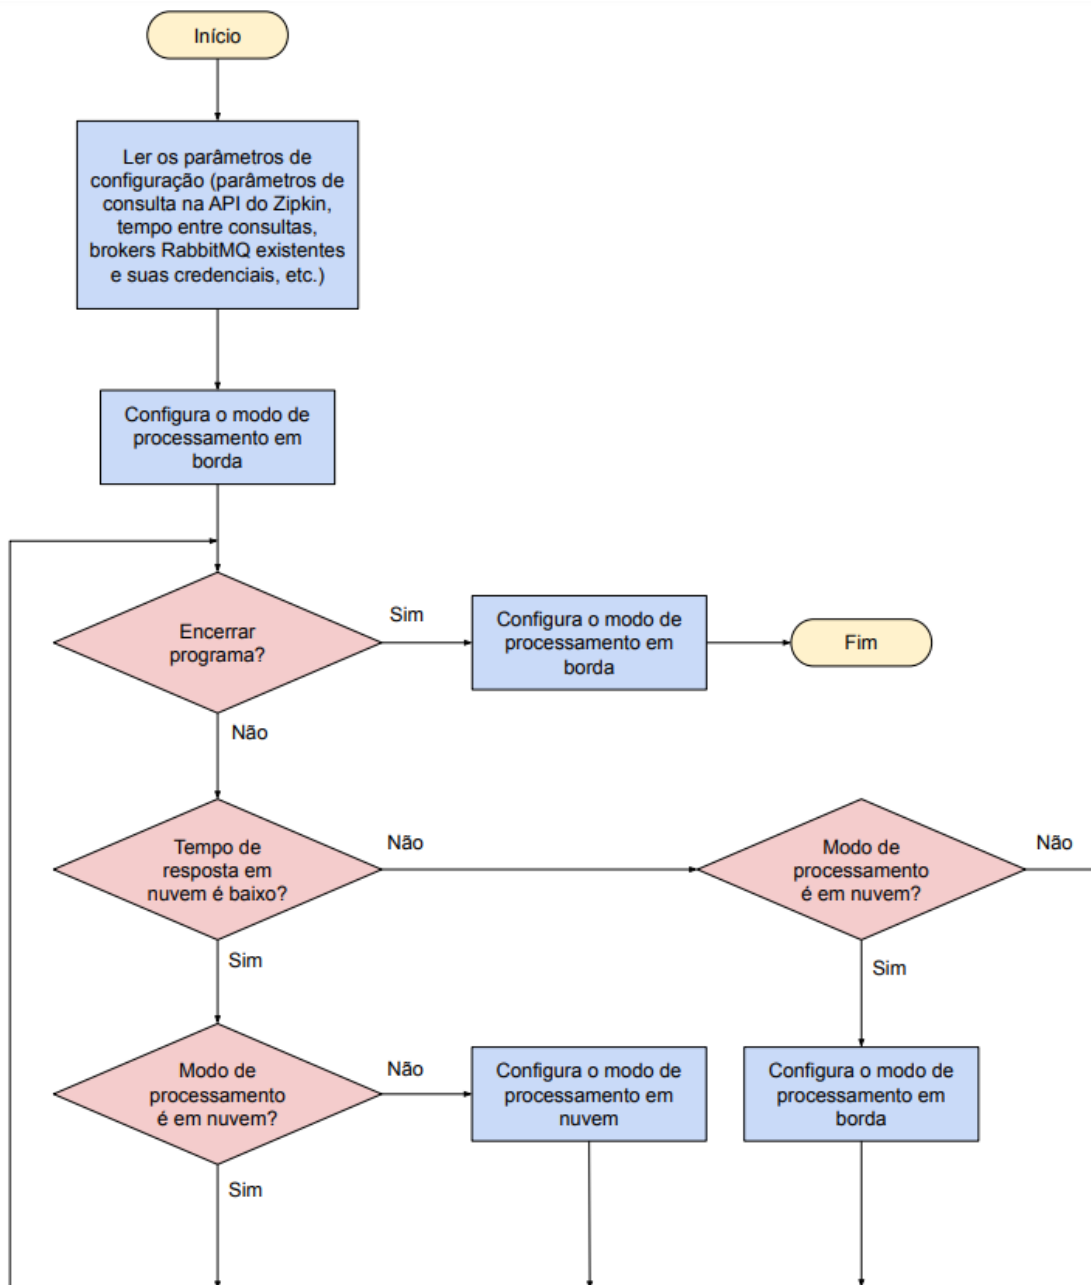 Início
Ler os parâmetros de
configuração (parâmetros de
consulta na API do Zipkin,
tempo entre consultas,
brokers RabbitMQ existentes
e suas credenciais, etc.)
Configura o modo de
processamento em
borda
Encerrar
programa?
Sim
Configura o modo de
processamento em
borda
Fim
Não
Tempo de
resposta em
nuvem é baixo?
Não
Modo de
processamento
é em nuvem?
Não
Sim
Sim
Modo de
processamento
é em nuvem?
Não
Configura o modo de
processamento em
nuvem
Configura o modo de
processamento em
borda
Sim